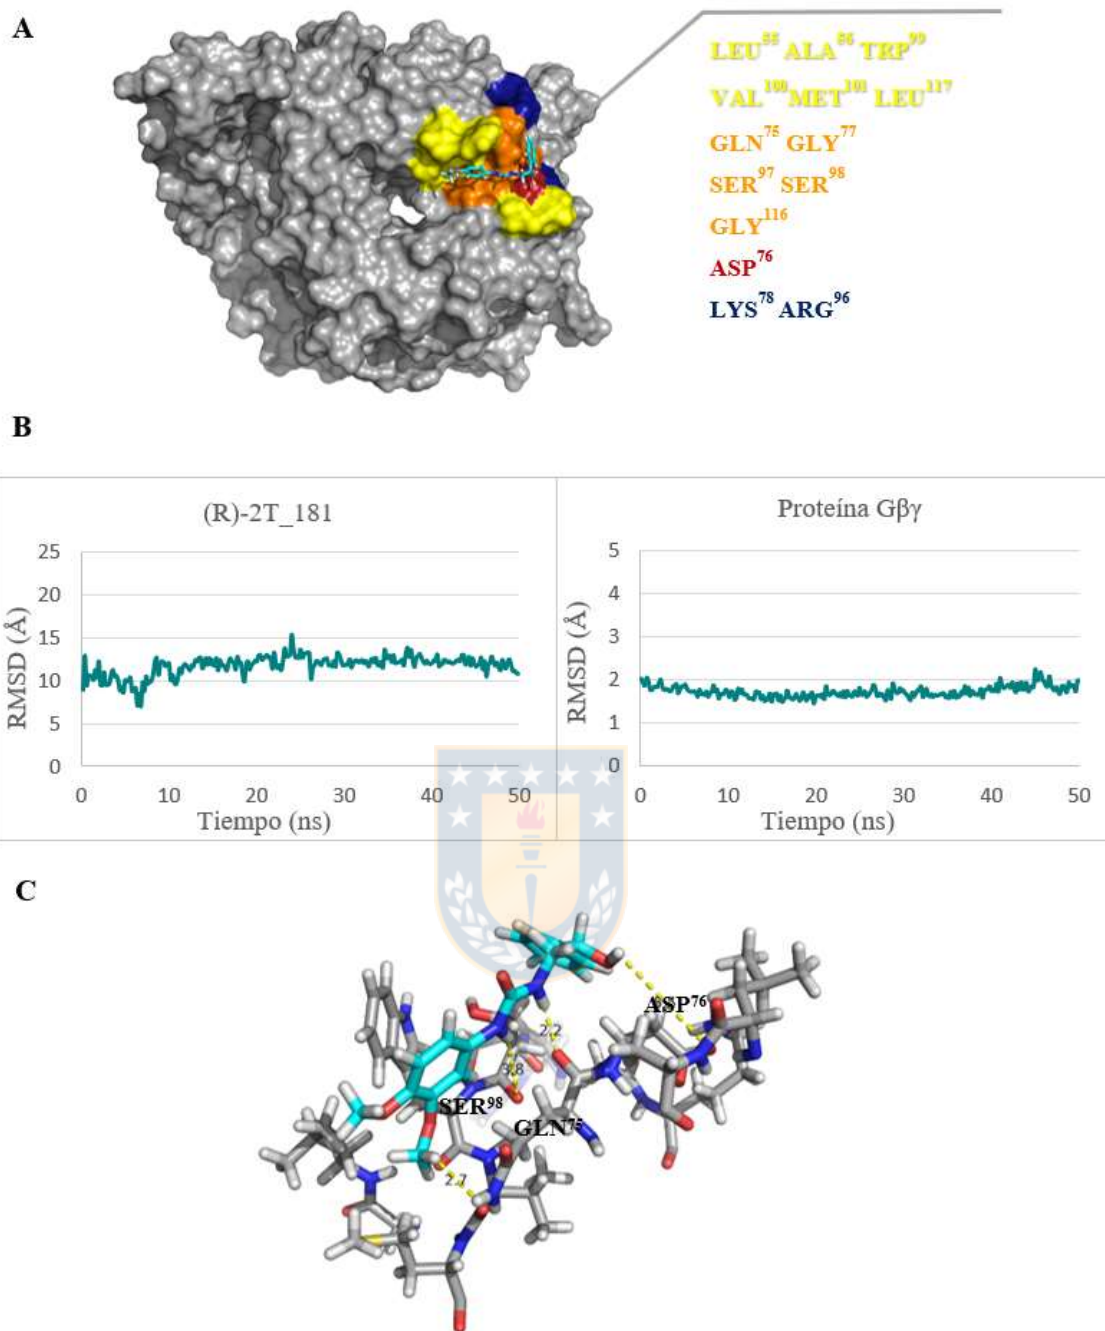 A
LEU⁵⁵ ALA⁵⁶ TRP⁹⁹
VAL¹⁰⁰ MET¹⁰¹ LEU¹¹⁷
GLN⁷⁵ GLY⁷⁷
SER⁹⁷ SER⁹⁸
GLY¹¹⁶
ASP⁷⁶
LYS⁷⁸ ARG⁹⁶
B
(R)-2T_181
25
20
15
10
5
0
RMSD (Å)
0 10 20 30 40 50
Tiempo (ns)
Proteína Gβγ
5
4
3
2
1
0
RMSD (Å)
0 10 20 30 40 50
Tiempo (ns)
C
ASP⁷⁶
2.2
3.8
SER⁹⁸
GLN⁷⁵
2.7